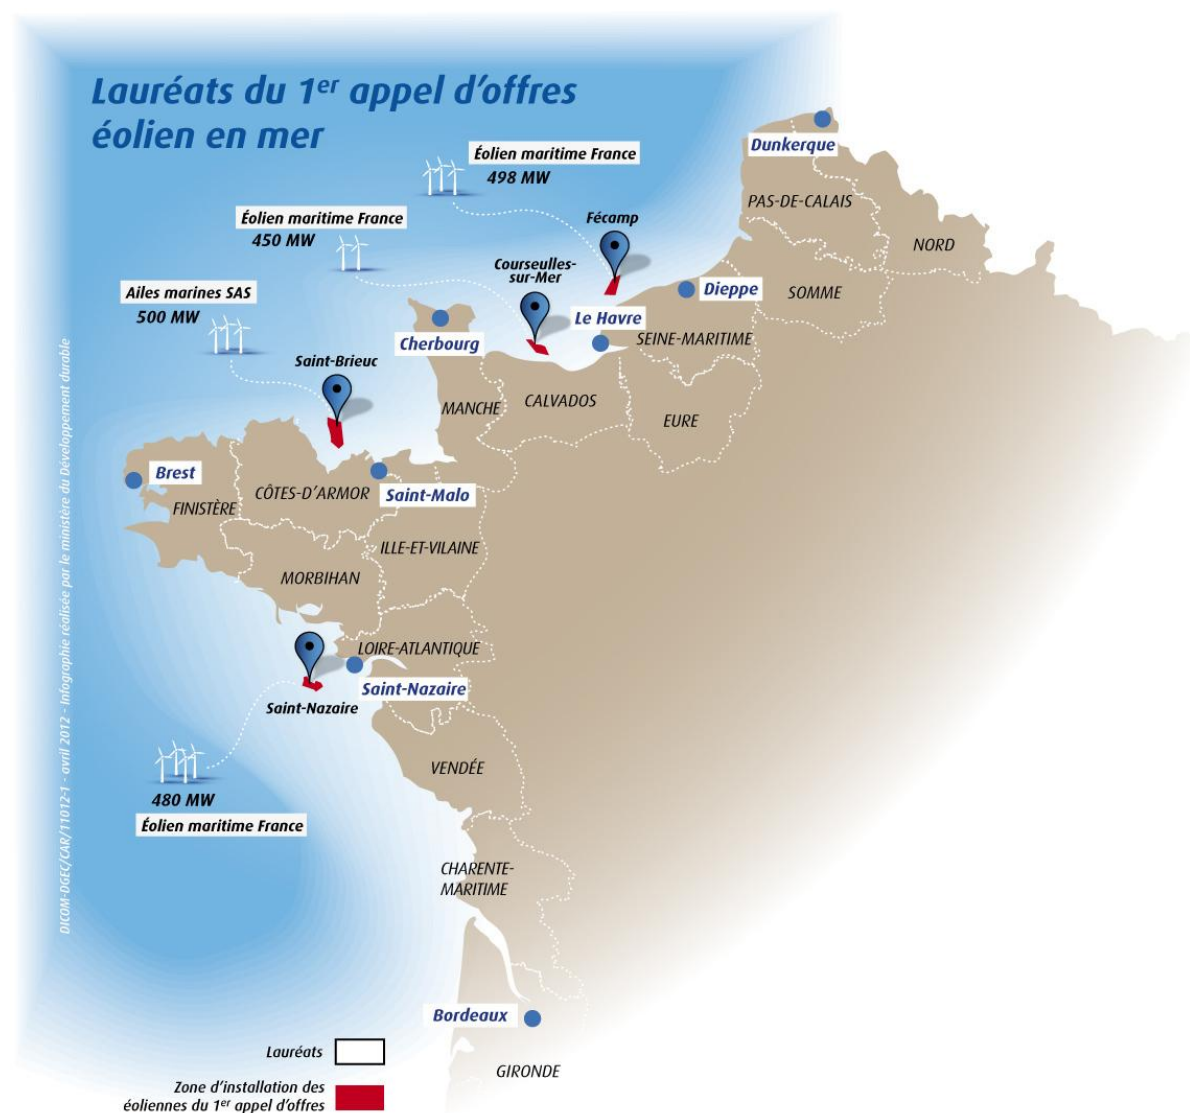 Lauréats du 1er appel d'offres
éolien en mer
Dunkerque
Éolien maritime France
498 MW
PAS-DE-CALAIS
NORD
Éolien maritime France
450 MW
Fécamp
Courseulles-
sur-Mer
Dieppe
SOMME
Ailes marines SAS
500 MW
Le Havre
SEINE-MARITIME
Cherbourg
Saint-Brieuc
MANCHE
CALVADOS
EURE
Brest
FINISTÈRE
CÔTES-D'ARMOR
Saint-Malo
ILLE-ET-VILAINE
MORBIHAN
LOIRE-ATLANTIQUE
Saint-Nazaire
Saint-Nazaire
VENDÉE
480 MW
Éolien maritime France
CHARENTE-
MARITIME
Bordeaux
GIRONDE
Lauréats
Zone d'installation des
éoliennes du 1er appel d'offres
DICOM-DGEC/CAR/11012-1 - avril 2012 - Infographie réalisée par le ministère du Développement durable